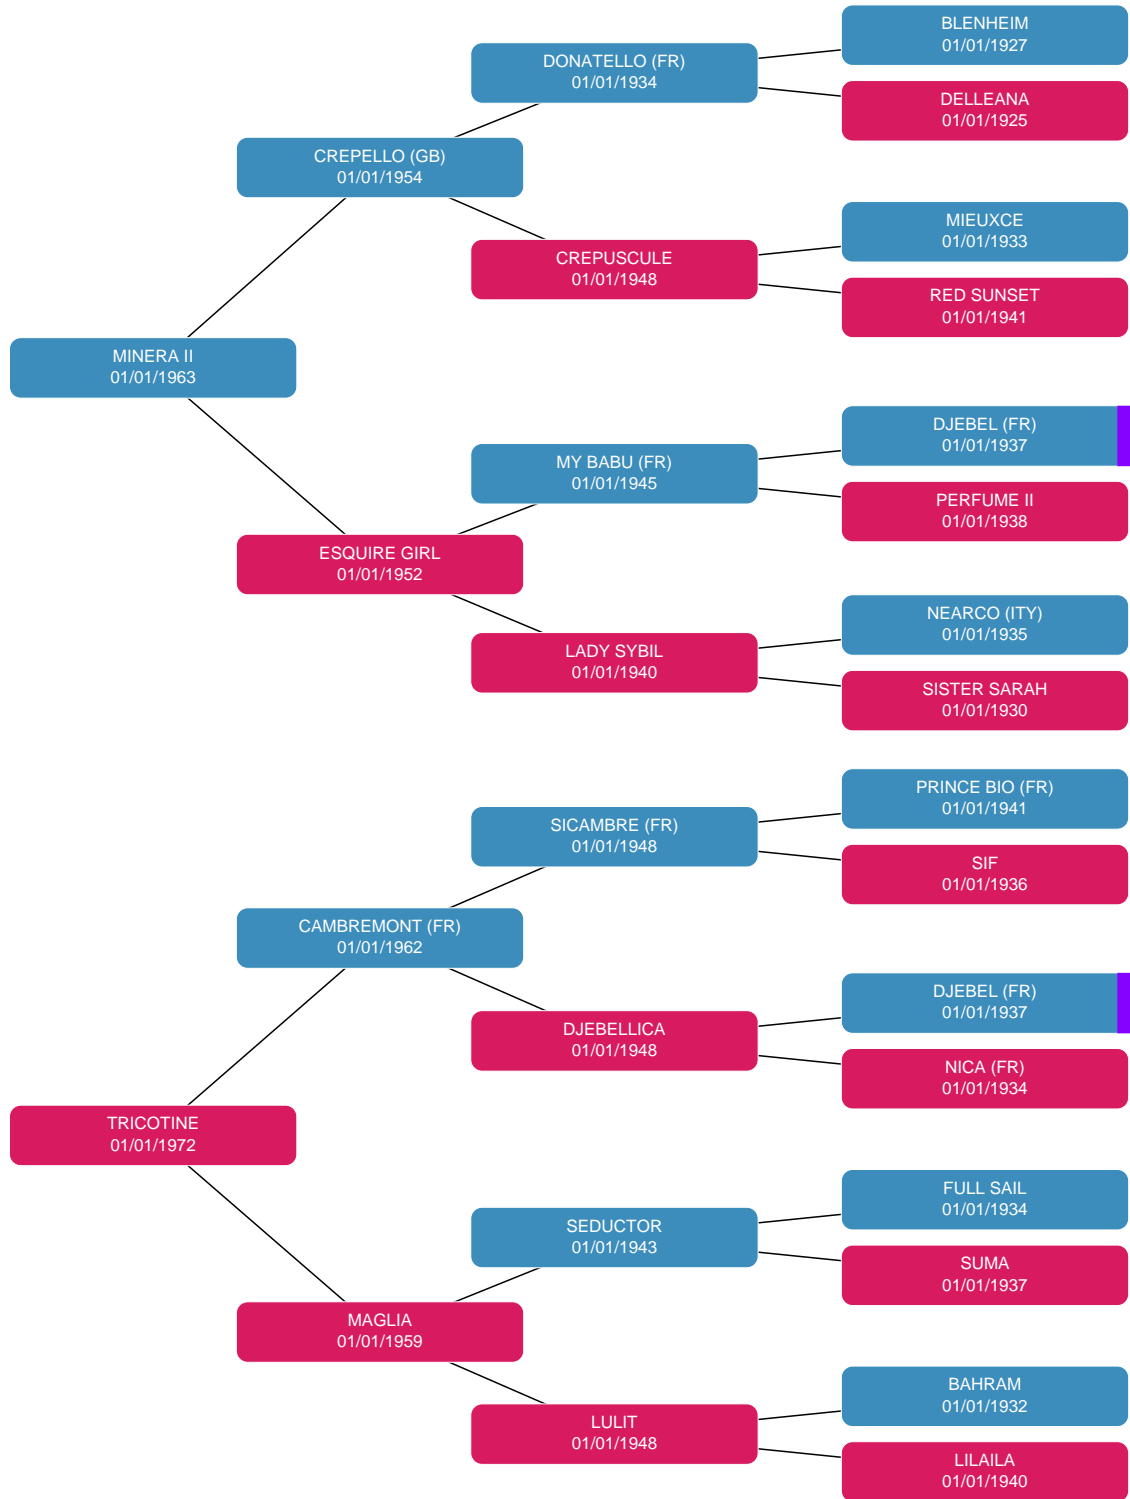 BLENHEIM
01/01/1927
DONATELLO (FR)
01/01/1934
DELLEANA
01/01/1925
CREPELLO (GB)
01/01/1954
MIEUXCE
01/01/1933
CREPUSCULE
01/01/1948
RED SUNSET
01/01/1941
MINERA II
01/01/1963
DJEBEL (FR)
01/01/1937
MY BABU (FR)
01/01/1945
PERFUME II
01/01/1938
ESQUIRE GIRL
01/01/1952
NEARCO (ITY)
01/01/1935
LADY SYBIL
01/01/1940
SISTER SARAH
01/01/1930
PRINCE BIO (FR)
01/01/1941
SICAMBRE (FR)
01/01/1948
SIF
01/01/1936
CAMBREMONT (FR)
01/01/1962
DJEBEL (FR)
01/01/1937
DJEBELLICA
01/01/1948
NICA (FR)
01/01/1934
TRICOTINE
01/01/1972
FULL SAIL
01/01/1934
SEDUCTOR
01/01/1943
SUMA
01/01/1937
MAGLIA
01/01/1959
BAHRAM
01/01/1932
LULIT
01/01/1948
LILAILA
01/01/1940